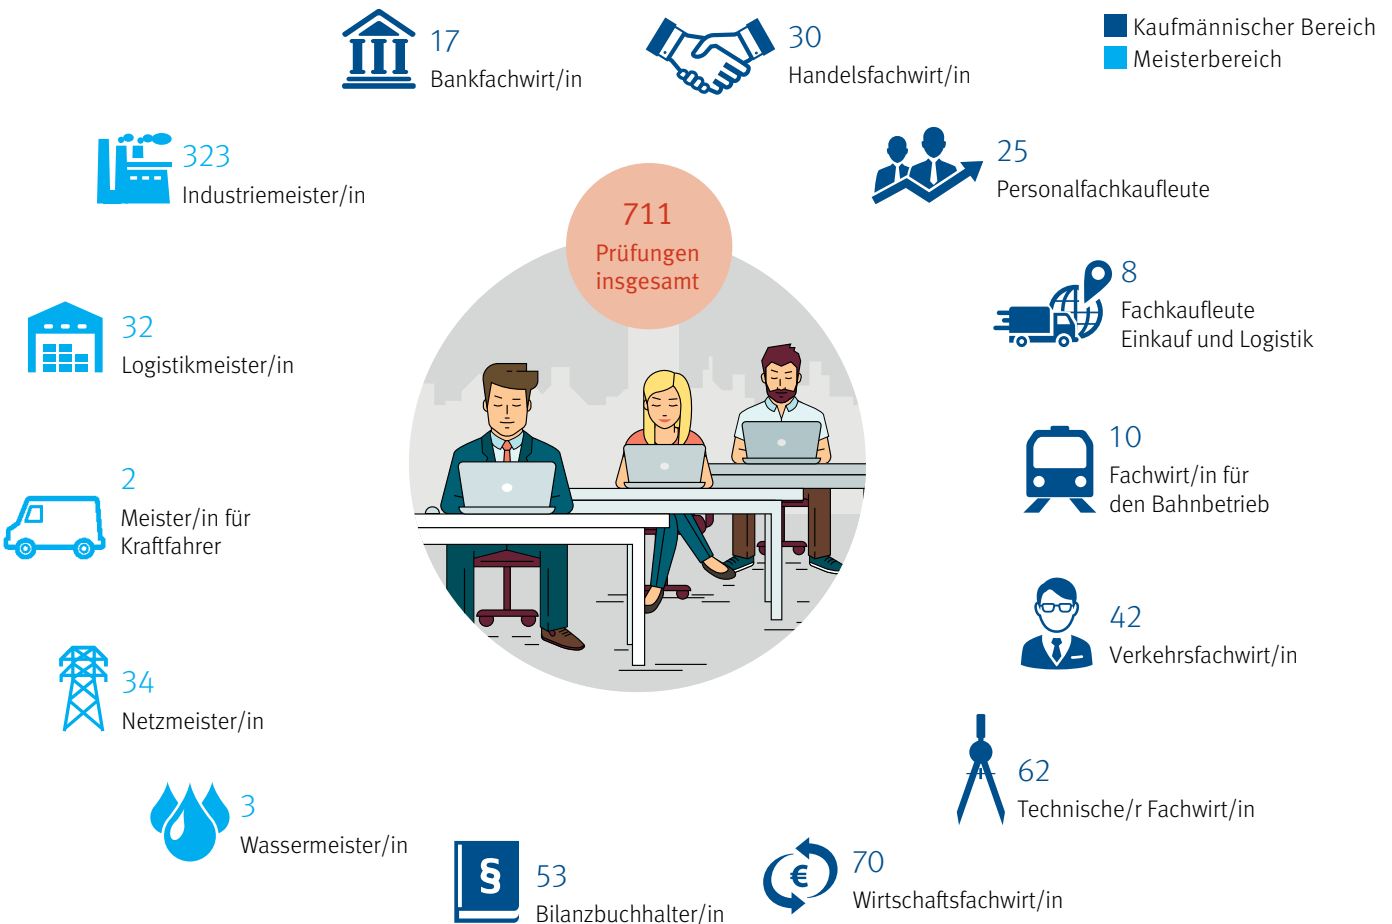 17
Bankfachwirt/in
30
Handelsfachwirt/in
Kaufmännischer Bereich
Meisterbereich
323
Industriemeister/in
25
Personalfachkaufleute
711
Prüfungen
insgesamt
8
Fachkaufleute
Einkauf und Logistik
32
Logistikmeister/in
10
Fachwirt/in für
den Bahnbetrieb
2
Meister/in für
Kraftfahrer
42
Verkehrsfachwirt/in
34
Netzmeister/in
62
Technische/r Fachwirt/in
3
Wassermeister/in
§
53
Bilanzbuchhalter/in
€
70
Wirtschaftsfachwirt/in